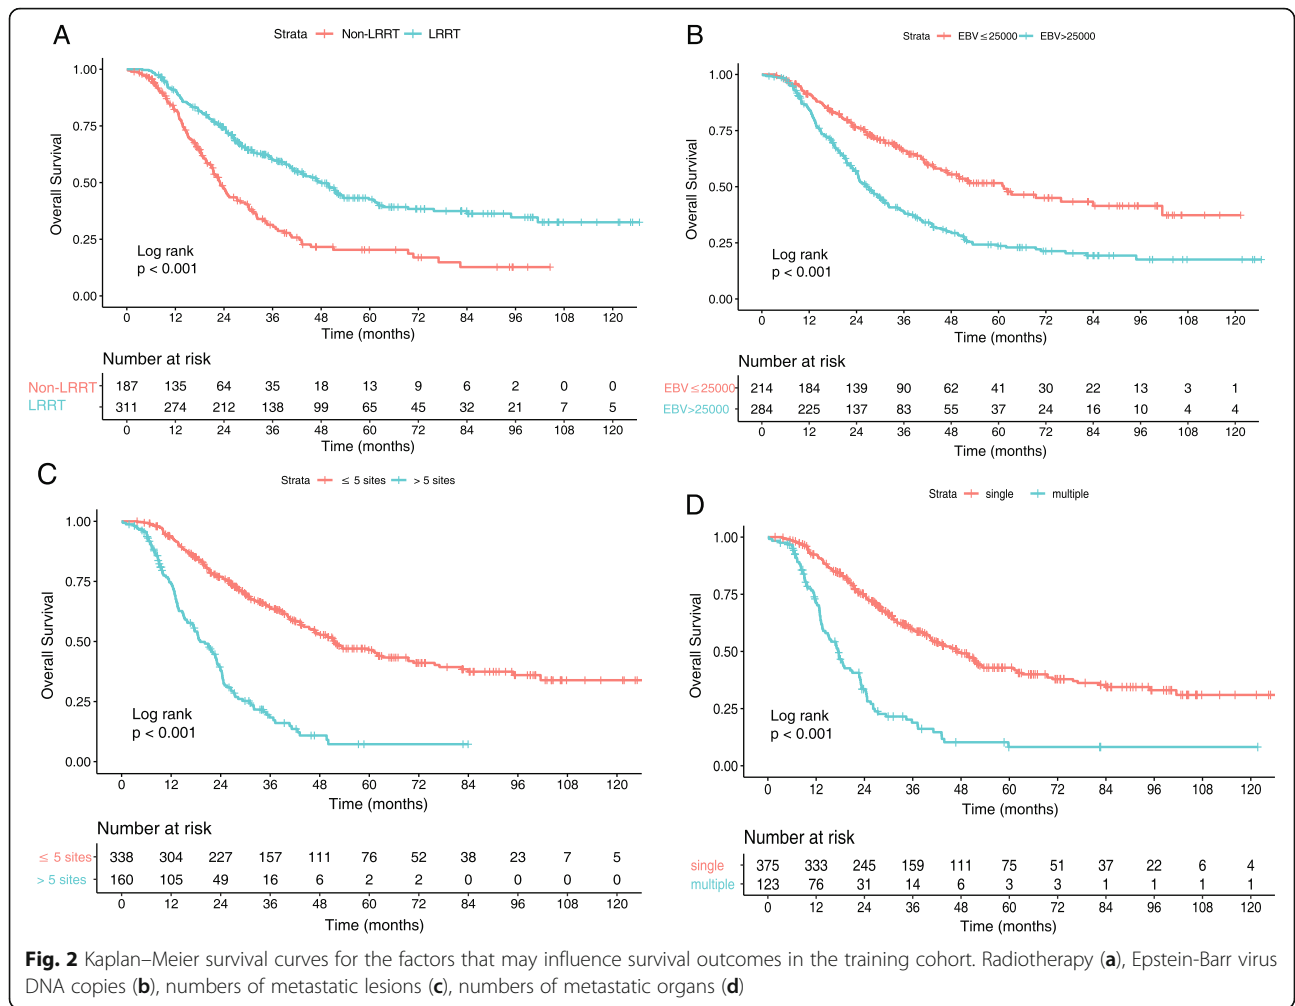 A
Strata Non-LRRT LRRT
Overall Survival
1.00
0.75
0.50
0.25
0.00
Log rank
p < 0.001
0 12 24 36 48 60 72 84 96 108 120
Time (months)
Number at risk
Non-LRRT 187 135 64 35 18 13 9 6 2 0 0
LRRT 311 274 212 138 99 65 45 32 21 7 5
0 12 24 36 48 60 72 84 96 108 120
Time (months)
B
Strata EBV≤25000 EBV>25000
Overall Survival
1.00
0.75
0.50
0.25
0.00
Log rank
p < 0.001
0 12 24 36 48 60 72 84 96 108 120
Time (months)
Number at risk
EBV≤25000 214 184 139 90 62 41 30 22 13 3 1
EBV>25000 284 225 137 83 55 37 24 16 10 4 4
0 12 24 36 48 60 72 84 96 108 120
Time (months)
C
Strata ≤ 5 sites > 5 sites
Overall Survival
1.00
0.75
0.50
0.25
0.00
Log rank
p < 0.001
0 12 24 36 48 60 72 84 96 108 120
Time (months)
Number at risk
≤ 5 sites 338 304 227 157 111 76 52 38 23 7 5
> 5 sites 160 105 49 16 6 2 2 0 0 0 0
0 12 24 36 48 60 72 84 96 108 120
Time (months)
D
Strata single multiple
Overall Survival
1.00
0.75
0.50
0.25
0.00
Log rank
p < 0.001
0 12 24 36 48 60 72 84 96 108 120
Time (months)
Number at risk
single 375 333 245 159 111 75 51 37 22 6 4
multiple 123 76 31 14 6 3 3 1 1 1 1
0 12 24 36 48 60 72 84 96 108 120
Time (months)
Fig. 2 Kaplan–Meier survival curves for the factors that may influence survival outcomes in the training cohort. Radiotherapy (a), Epstein-Barr virus
DNA copies (b), numbers of metastatic lesions (c), numbers of metastatic organs (d)